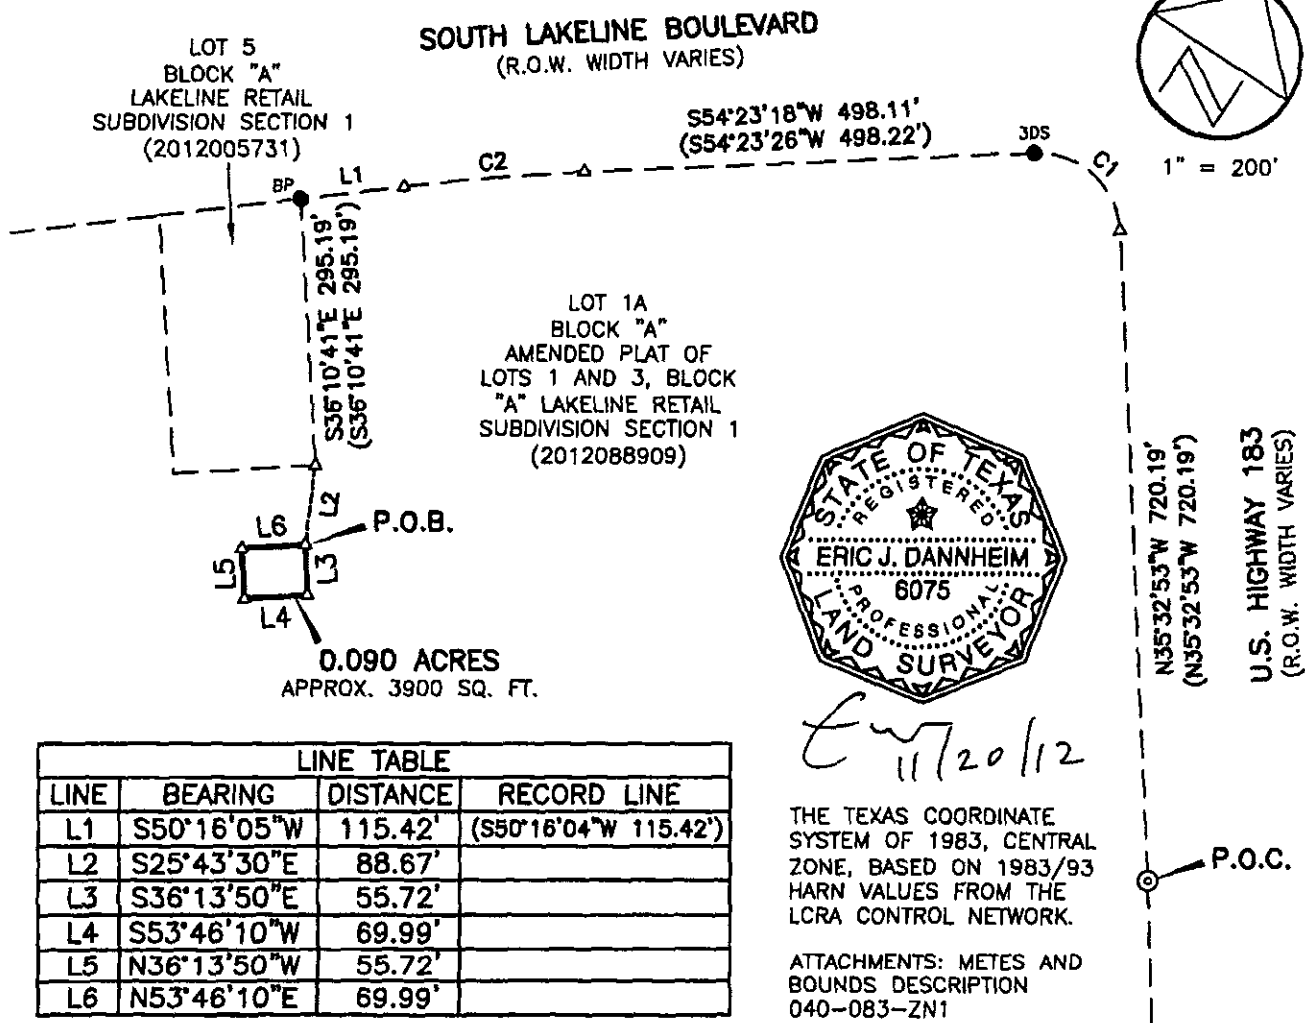 SOUTH LAKELINE BOULEVARD
(R.O.W. WIDTH VARIES)
LOT 5
BLOCK "A"
LAKELINE RETAIL
SUBDIVISION SECTION 1
(2012005731)
S54°23'18"W 498.11'
(S54°23'26"W 498.22')
3DS
C1
1" = 200'
BP
L1
C2
S36°10'41"E 295.19'
(S36°10'41"E 295.19')
LOT 1A
BLOCK "A"
AMENDED PLAT OF
LOTS 1 AND 3, BLOCK
"A" LAKELINE RETAIL
SUBDIVISION SECTION 1
(2012088909)
N35°32'53"W 720.19'
(N35°32'53"W 720.19')
U.S. HIGHWAY 183
(R.O.W. WIDTH VARIES)
L2
P.O.B.
L6
L5
L3
L4
0.090 ACRES
APPROX. 3900 SQ. FT.
STATE OF TEXAS
REGISTERED
ERIC J. DANNHEIM
6075
PROFESSIONAL
LAND SURVEYOR
11/20/12
LINE TABLE
LINE BEARING DISTANCE RECORD LINE
L1 S50°16'05"W 115.42' (S50°16'04"W 115.42')
L2 S25°43'30"E 88.67'
L3 S36°13'50"E 55.72'
L4 S53°46'10"W 69.99'
L5 N36°13'50"W 55.72'
L6 N53°46'10"E 69.99'
THE TEXAS COORDINATE
SYSTEM OF 1983, CENTRAL
ZONE, BASED ON 1983/93
HARN VALUES FROM THE
LCRA CONTROL NETWORK.
P.O.C.
ATTACHMENTS: METES AND
BOUNDS DESCRIPTION
040-083-ZN1